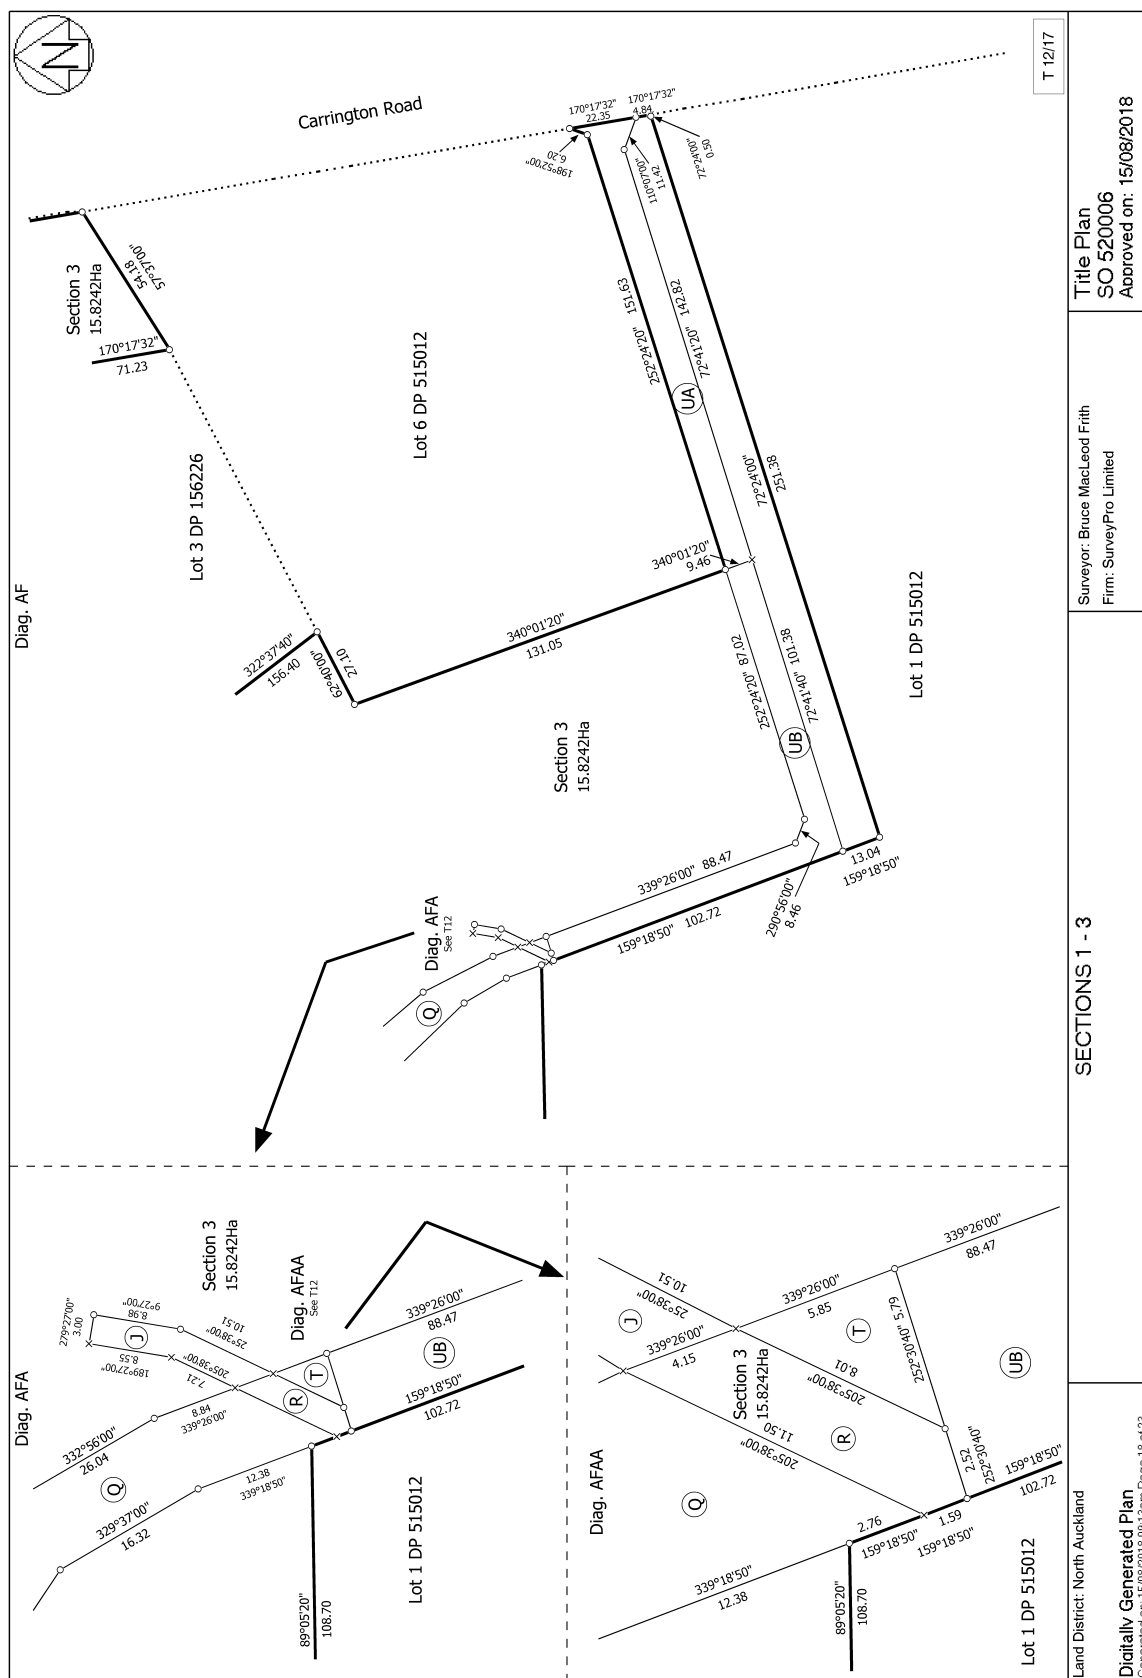 N
Diag. AF
T 12/17
Carrington Road
Section 3
15.8242Ha
57°37'00"
54.18
170°17'32"
71.23
Lot 3 DP 156226
Lot 6 DP 515012
170°17'32"
22.35
170°17'32"
4.84
198°52'00"
6.20
110°07'00"
11.42
72°24'00"
0.50
252°24'20" 151.63
72°41'20" 142.82
UA
72°24'00"
251.38
340°01'20"
9.46
322°37'40"
156.40
62°40'00"
27.10
340°01'20"
131.05
252°24'20" 87.02
72°41'40" 101.38
UB
Lot 1 DP 515012
Section 3
15.8242Ha
339°26'00" 88.47
159°18'50" 102.72
290°56'00"
8.46
13.04
159°18'50"
Diag. AFA
See T12
Q
Diag. AFA
279°27'00"
3.00
9°27'00"
8.98
J
8.55
189°27'00"
25°38'00"
10.51
205°38'00"
7.21
Section 3
15.8242Ha
Diag. AFAA
See T12
332°56'00"
26.04
8.84
339°26'00"
R
T
339°26'00"
88.47
UB
Q
329°37'00"
16.32
12.38
339°18'50"
159°18'50"
102.72
89°05'20"
108.70
Lot 1 DP 515012
Diag. AFAA
J
25°38'00"
10.51
339°26'00"
4.15
339°26'00"
5.85
339°26'00"
88.47
Section 3
15.8242Ha
T
8.01
205°38'00"
252°30'40" 5.79
UB
11.50
205°38'00"
R
Q
2.52
252°30'40"
2.76
159°18'50"
1.59
159°18'50"
159°18'50"
102.72
339°18'50"
12.38
89°05'20"
108.70
Lot 1 DP 515012
Land District: North Auckland
Digitally Generated Plan
SECTIONS 1 - 3
Surveyor: Bruce MacLeod Frith
Firm: SurveyPro Limited
Title Plan
SO 520006
Approved on: 15/08/2018